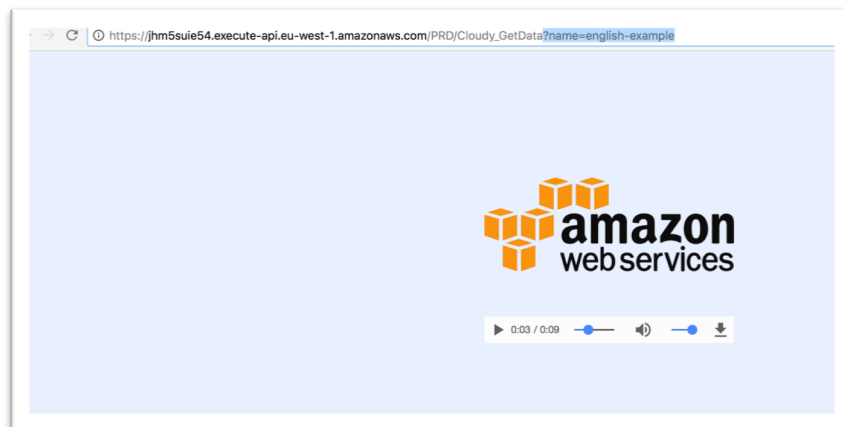 https://jhm5suie54.execute-api.eu-west-1.amazonaws.com/PRD/Cloudy_GetData?name=english-example
amazon
web services
0:03 / 0:09